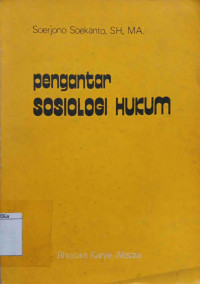 Soerjono Soekanto, SH, MA.
pengantar
SOSIOLOGI HUKUM
Bhratara Karya Aksara